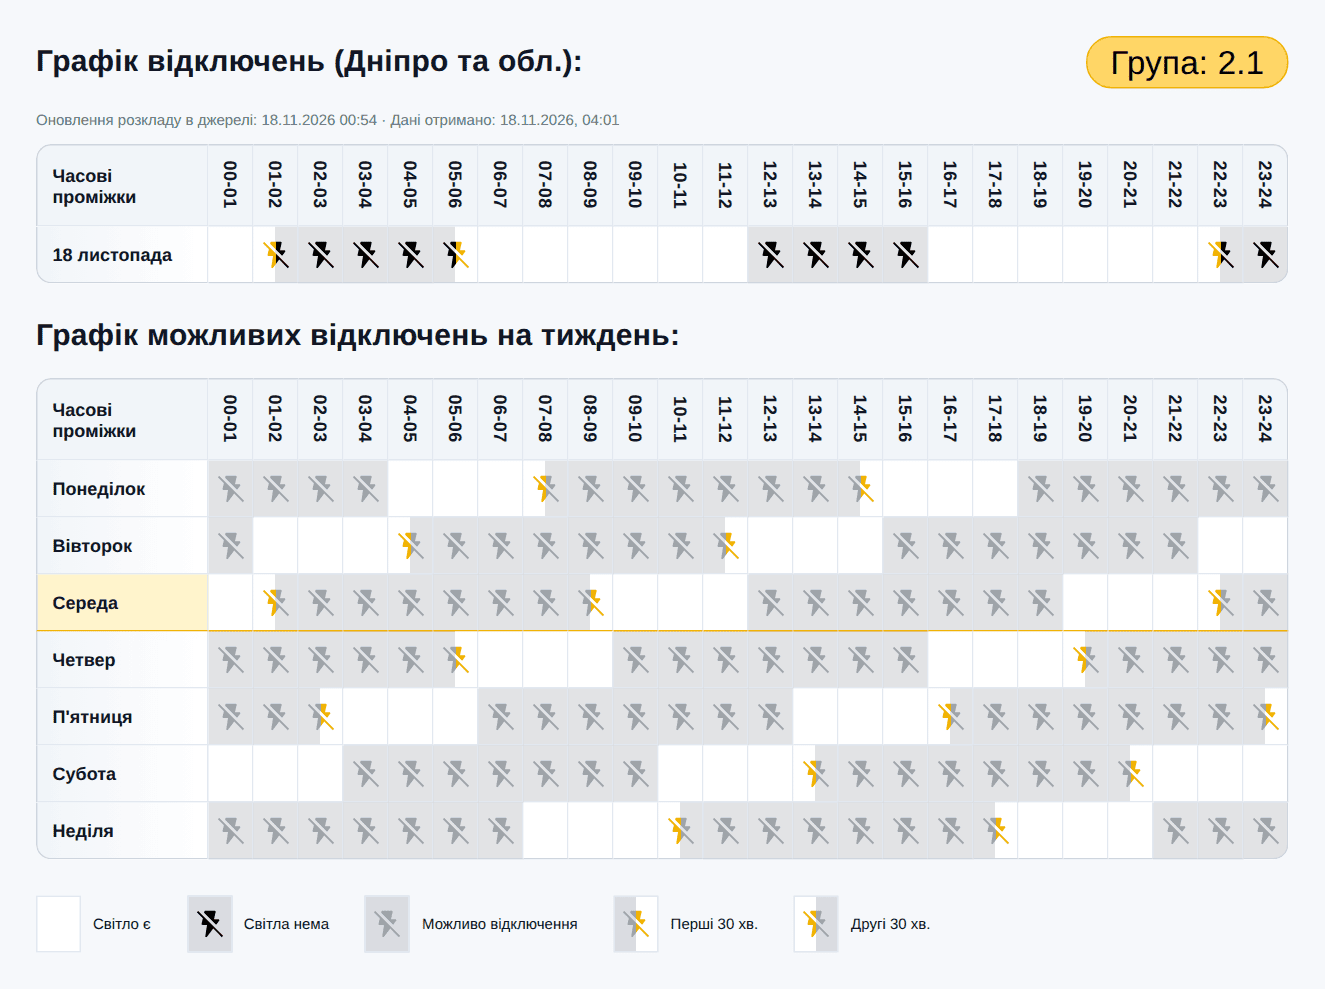 Графік відключень (Дніпро та обл.):
Група: 2.1
Оновлення розкладу в джерелі: 18.11.2026 00:54 · Дані отримано: 18.11.2026, 04:01
Часові проміжки 00-01 01-02 02-03 03-04 04-05 05-06 06-07 07-08 08-09 09-10 10-11 11-12 12-13 13-14 14-15 15-16 16-17 17-18 18-19 19-20 20-21 21-22 22-23 23-24
18 листопада
Графік можливих відключень на тиждень:
Часові проміжки 00-01 01-02 02-03 03-04 04-05 05-06 06-07 07-08 08-09 09-10 10-11 11-12 12-13 13-14 14-15 15-16 16-17 17-18 18-19 19-20 20-21 21-22 22-23 23-24
Понеділок
Вівторок
Середа
Четвер
П'ятниця
Субота
Неділя
Світло є Світла нема Можливо відключення Перші 30 хв. Другі 30 хв.